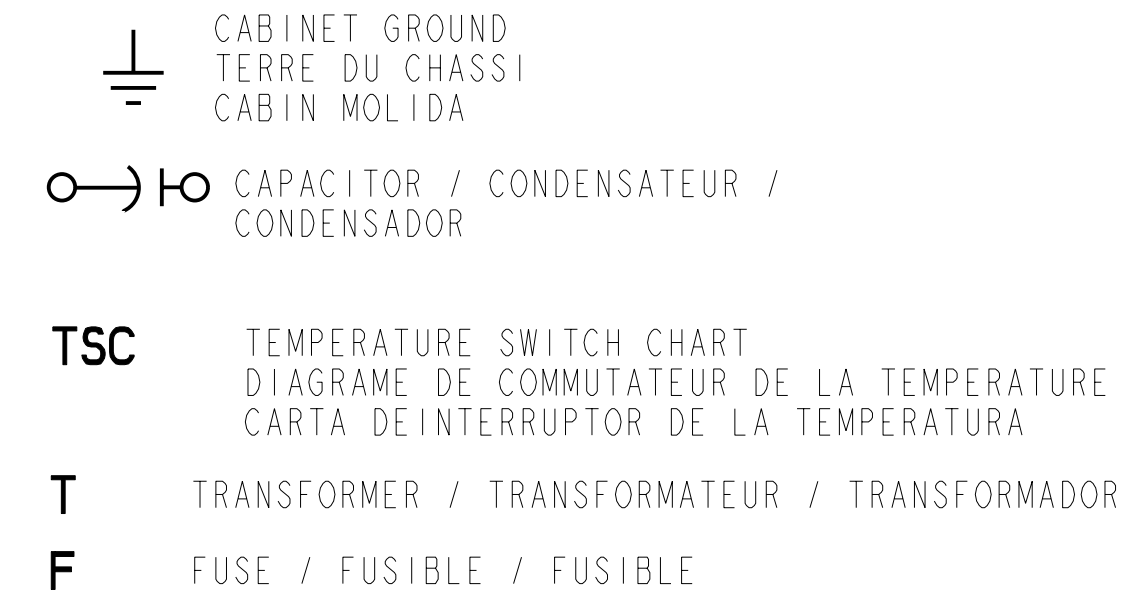 CABINET GROUND
TERRE DU CHASSI
CABIN MOLIDA
CAPACITOR / CONDENSATEUR /
CONDENSADOR
TSC TEMPERATURE SWITCH CHART
DIAGRAME DE COMMUTATEUR DE LA TEMPERATURE
CARTA DEINTERRUPTOR DE LA TEMPERATURA
T TRANSFORMER / TRANSFORMATEUR / TRANSFORMADOR
F FUSE / FUSIBLE / FUSIBLE